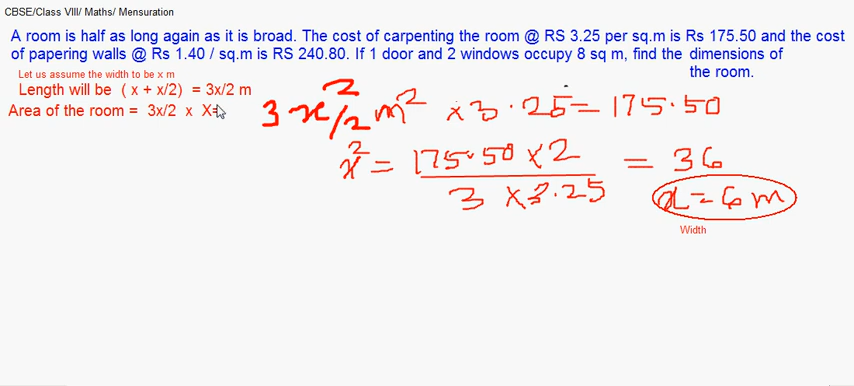 CBSE/Class VIII/ Maths/ Mensuration
A room is half as long again as it is broad. The cost of carpenting the room @ RS 3.25 per sq.m is Rs 175.50 and the cost
of papering walls @ Rs 1.40 / sq.m is RS 240.80. If 1 door and 2 windows occupy 8 sq m, find the dimensions of
the room.
Let us assume the width to be x m
Length will be ( x + x/2) = 3x/2 m
Area of the room = 3x/2 x X=
3 x²/2 m² x 3.25 = 175.50
x² = 175.50 x 2 / 3 x 3.25 = 36
x = 6 m
Width